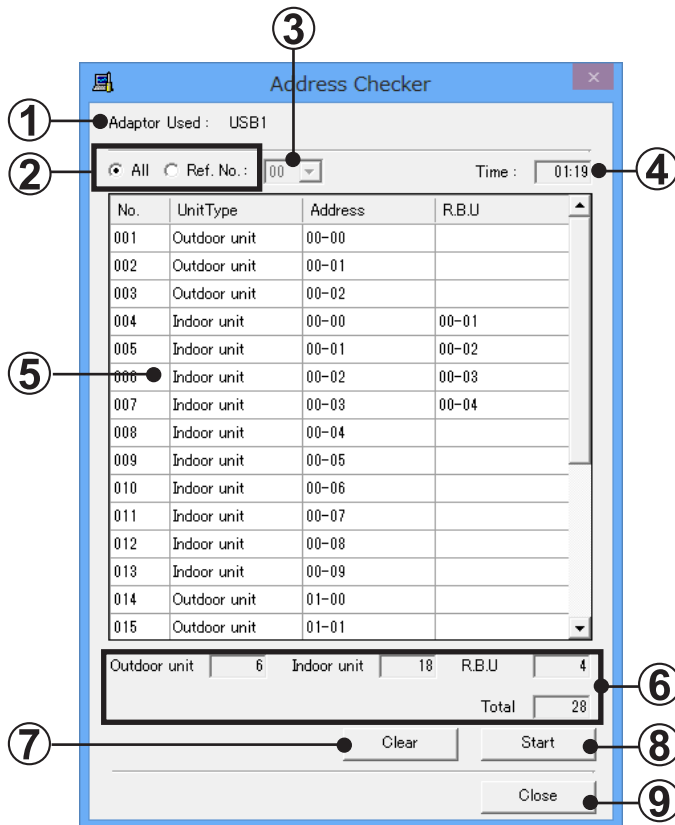 ③
Address Checker ×
① Adaptor Used : USB1
② All Ref. No. : 00 Time : 01:19 ④
No. UnitType Address R.B.U
001 Outdoor unit 00-00
002 Outdoor unit 00-01
003 Outdoor unit 00-02
004 Indoor unit 00-00 00-01
005 Indoor unit 00-01 00-02
⑤ 006 Indoor unit 00-02 00-03
007 Indoor unit 00-03 00-04
008 Indoor unit 00-04
009 Indoor unit 00-05
010 Indoor unit 00-06
011 Indoor unit 00-07
012 Indoor unit 00-08
013 Indoor unit 00-09
014 Outdoor unit 01-00
015 Outdoor unit 01-01
Outdoor unit 6 Indoor unit 18 R.B.U 4
⑥
Total 28
⑦ Clear Start ⑧
Close ⑨